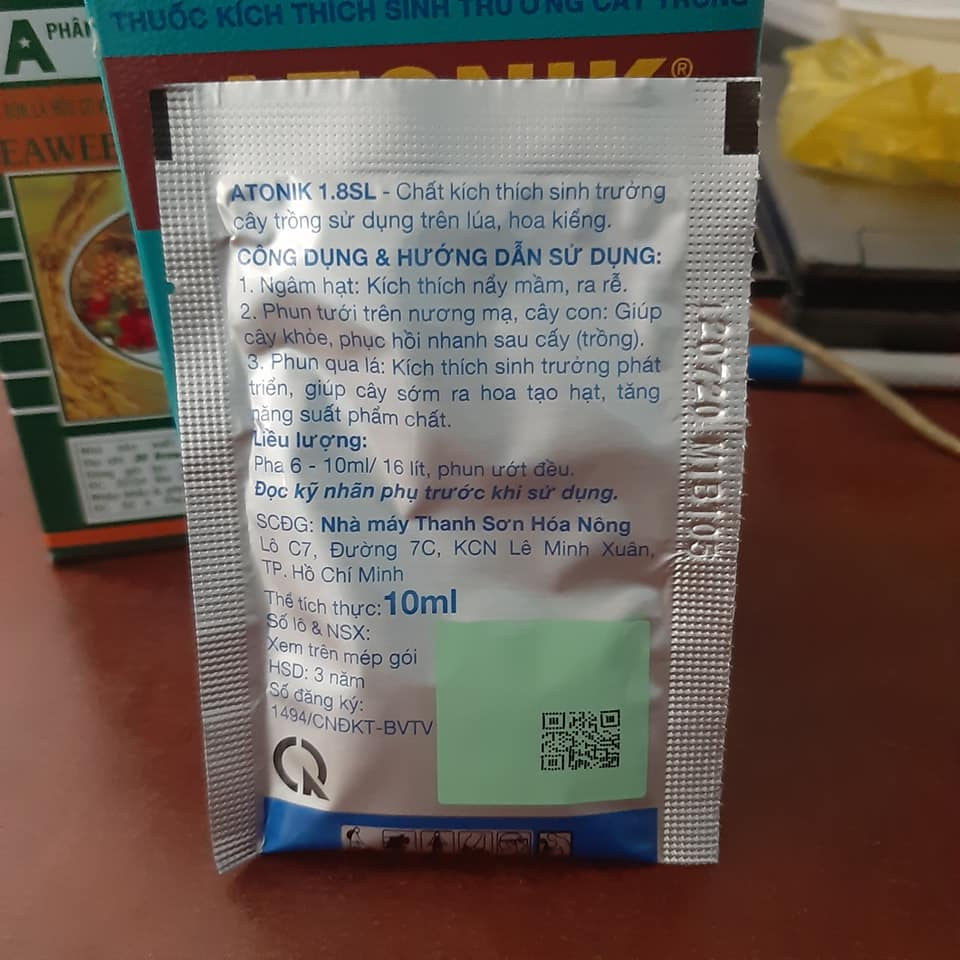 THUỐC KÍCH THÍCH SINH TRƯỞNG CÂY TRỒNG
A PHÂN
ATONIK®
EAWEE
ATONIK 1.8SL - Chất kích thích sinh trưởng
cây trồng sử dụng trên lúa, hoa kiểng.
CÔNG DỤNG & HƯỚNG DẪN SỬ DỤNG:
1. Ngâm hạt: Kích thích nẩy mầm, ra rễ.
2. Phun tưới trên nương mạ, cây con: Giúp
cây khỏe, phục hồi nhanh sau cấy (trồng).
3. Phun qua lá: Kích thích sinh trưởng phát
triển, giúp cây sớm ra hoa tạo hạt, tăng
năng suất phẩm chất.
Liều lượng:
Pha 6 - 10ml/ 16 lít, phun ướt đều.
Đọc kỹ nhãn phụ trước khi sử dụng.
SCĐG: Nhà máy Thanh Sơn Hóa Nông
Lô C7, Đường 7C, KCN Lê Minh Xuân,
TP. Hồ Chí Minh
Thể tích thực: 10ml
Số lô & NSX:
Xem trên mép gói
HSD: 3 năm
Số đăng ký:
1494/CNĐKT-BVTV
120720 M1B1105